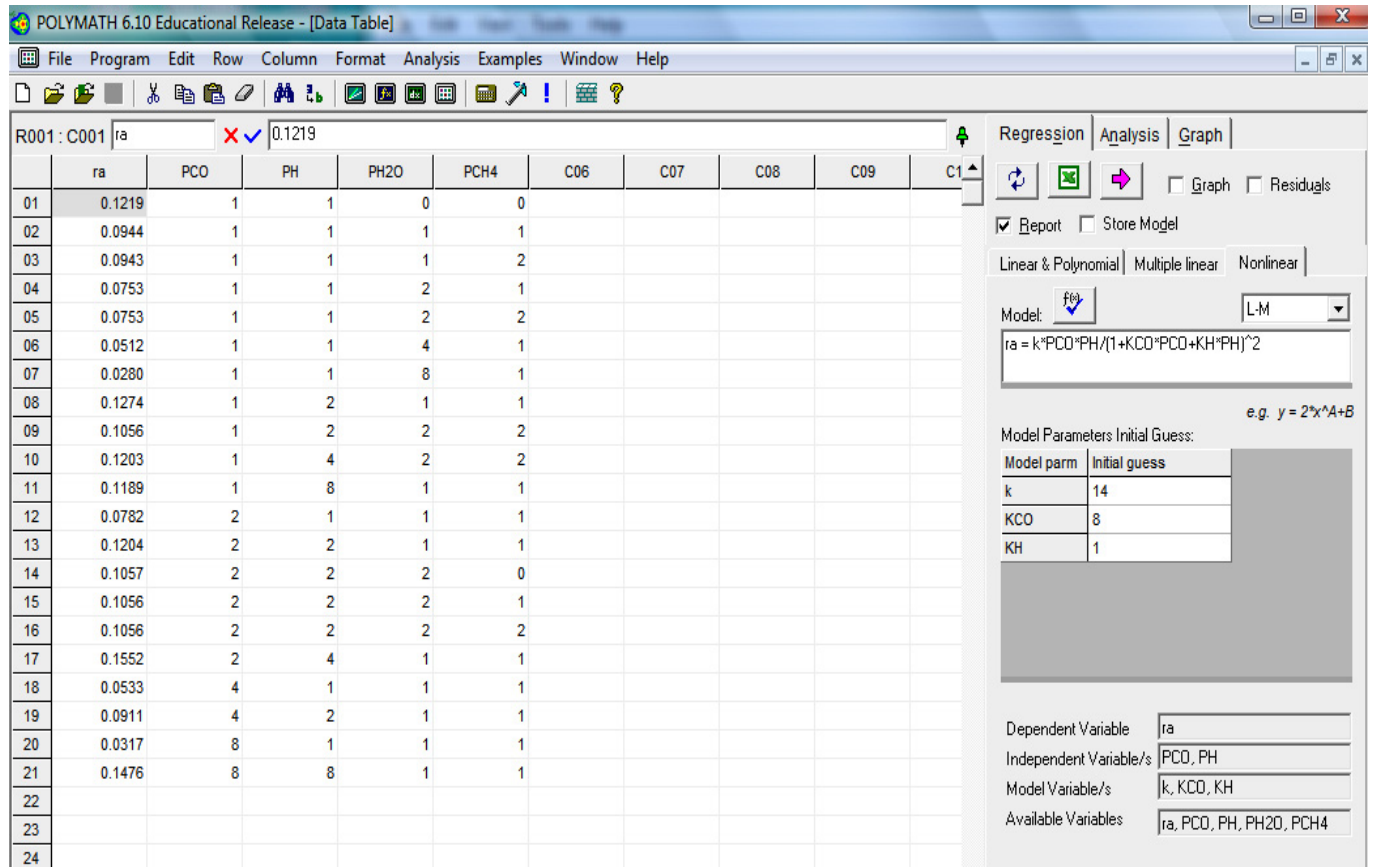 POLYMATH 6.10 Educational Release - [Data Table]
File Program Edit Row Column Format Analysis Examples Window Help
R001 : C001 ra 0.1219
ra PCO PH PH2O PCH4 C06 C07 C08 C09 C1
01 0.1219 1 1 0 0
02 0.0944 1 1 1 1
03 0.0943 1 1 1 2
04 0.0753 1 1 2 1
05 0.0753 1 1 2 2
06 0.0512 1 1 4 1
07 0.0280 1 1 8 1
08 0.1274 1 2 1 1
09 0.1056 1 2 2 2
10 0.1203 1 4 2 2
11 0.1189 1 8 1 1
12 0.0782 2 1 1 1
13 0.1204 2 2 1 1
14 0.1057 2 2 2 0
15 0.1056 2 2 2 1
16 0.1056 2 2 2 2
17 0.1552 2 4 1 1
18 0.0533 4 1 1 1
19 0.0911 4 2 1 1
20 0.0317 8 1 1 1
21 0.1476 8 8 1 1
22
23
24
Regression Analysis Graph
Graph Residuals
Report Store Model
Linear & Polynomial Multiple linear Nonlinear
Model: f(x) L-M
ra = k*PCO*PH/(1+KCO*PCO+KH*PH)^2
e.g. y = 2*x^A+B
Model Parameters Initial Guess:
Model parm Initial guess
k 14
KCO 8
KH 1
Dependent Variable ra
Independent Variable/s PCO, PH
Model Variable/s k, KCO, KH
Available Variables ra, PCO, PH, PH2O, PCH4